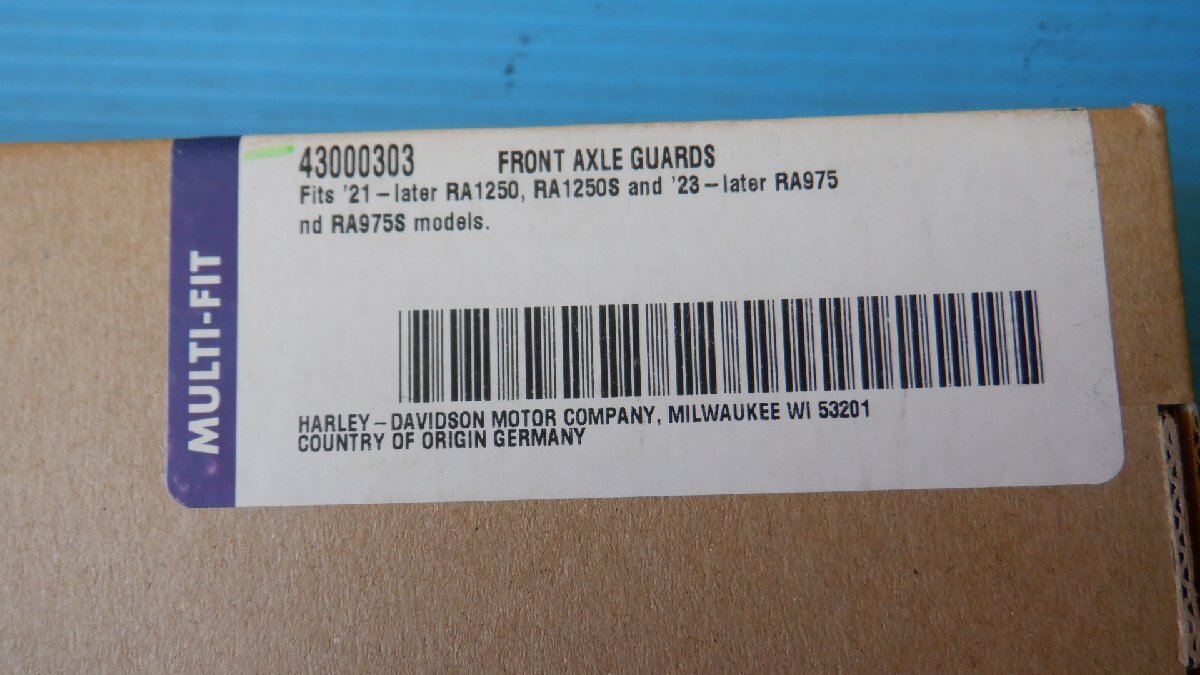 43000303 FRONT AXLE GUARDS
Fits '21-later RA1250, RA1250S and '23-later RA975
nd RA975S models.
MULTI-FIT
HARLEY-DAVIDSON MOTOR COMPANY, MILWAUKEE WI 53201
COUNTRY OF ORIGIN GERMANY